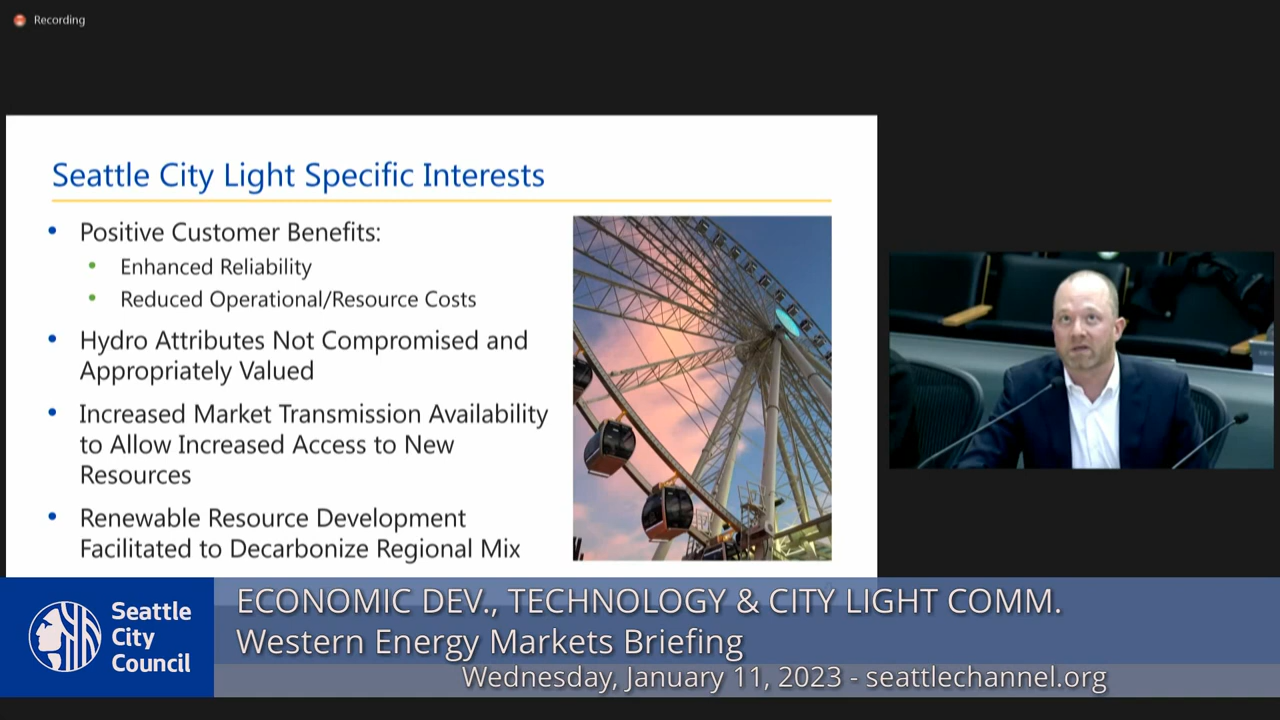 Recording
Seattle City Light Specific Interests
• Positive Customer Benefits:
• Enhanced Reliability
• Reduced Operational/Resource Costs
• Hydro Attributes Not Compromised and
Appropriately Valued
• Increased Market Transmission Availability
to Allow Increased Access to New
Resources
• Renewable Resource Development
Facilitated to Decarbonize Regional Mix
Seattle
City
Council
ECONOMIC DEV., TECHNOLOGY & CITY LIGHT COMM.
Western Energy Markets Briefing
Wednesday, January 11, 2023 - seattlechannel.org